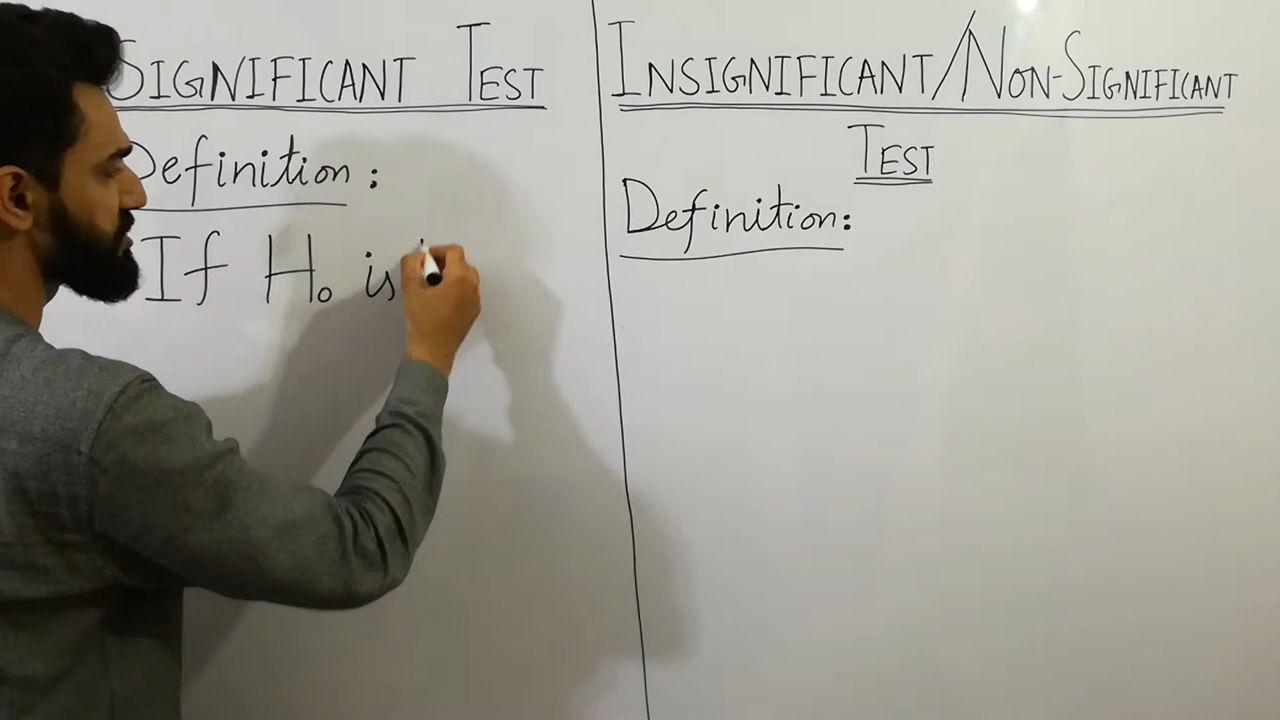 SIGNIFICANT TEST
Definition:
If H₀ is
INSIGNIFICANT/NON-SIGNIFICANT
TEST
Definition: